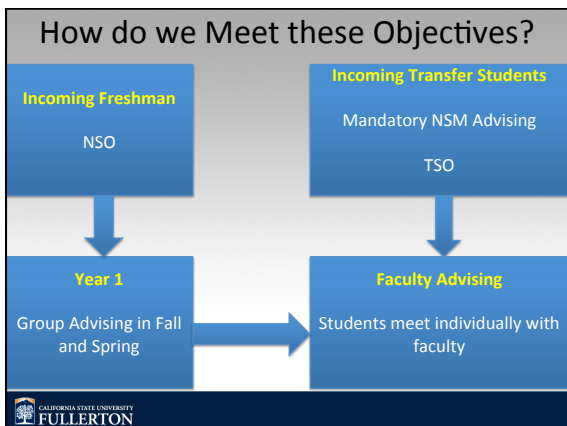 How do we Meet these Objectives?
Incoming Freshman
NSO
Incoming Transfer Students
Mandatory NSM Advising
TSO
Year 1
Group Advising in Fall
and Spring
Faculty Advising
Students meet individually with
faculty
CALIFORNIA STATE UNIVERSITY
FULLERTON